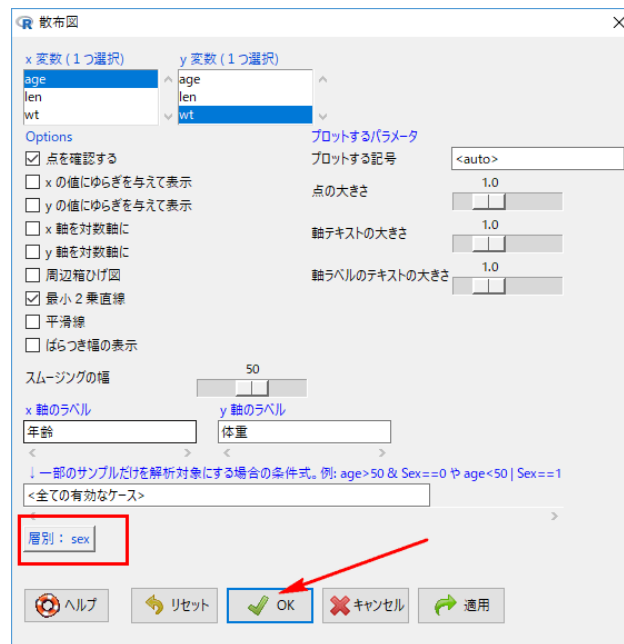 散布図
x 変数 (１つ選択)　y 変数 (１つ選択)
age　age
len　len
wt　wt
Options　プロットするパラメータ
点を確認する　プロットする記号　<auto>
x の値にゆらぎを与えて表示　点の大きさ　1.0
y の値にゆらぎを与えて表示
x 軸を対数軸に　軸テキストの大きさ　1.0
y 軸を対数軸に
周辺箱ひげ図　軸ラベルのテキストの大きさ　1.0
最小２乗直線
平滑線
ばらつき幅の表示
スムージングの幅　50
x 軸のラベル　y 軸のラベル
年齢　体重
↓一部のサンプルだけを解析対象にする場合の条件式。例: age>50 & Sex==0 や age<50 | Sex==1
<全ての有効なケース>
層別： sex
ヘルプ　リセット　OK　キャンセル　適用